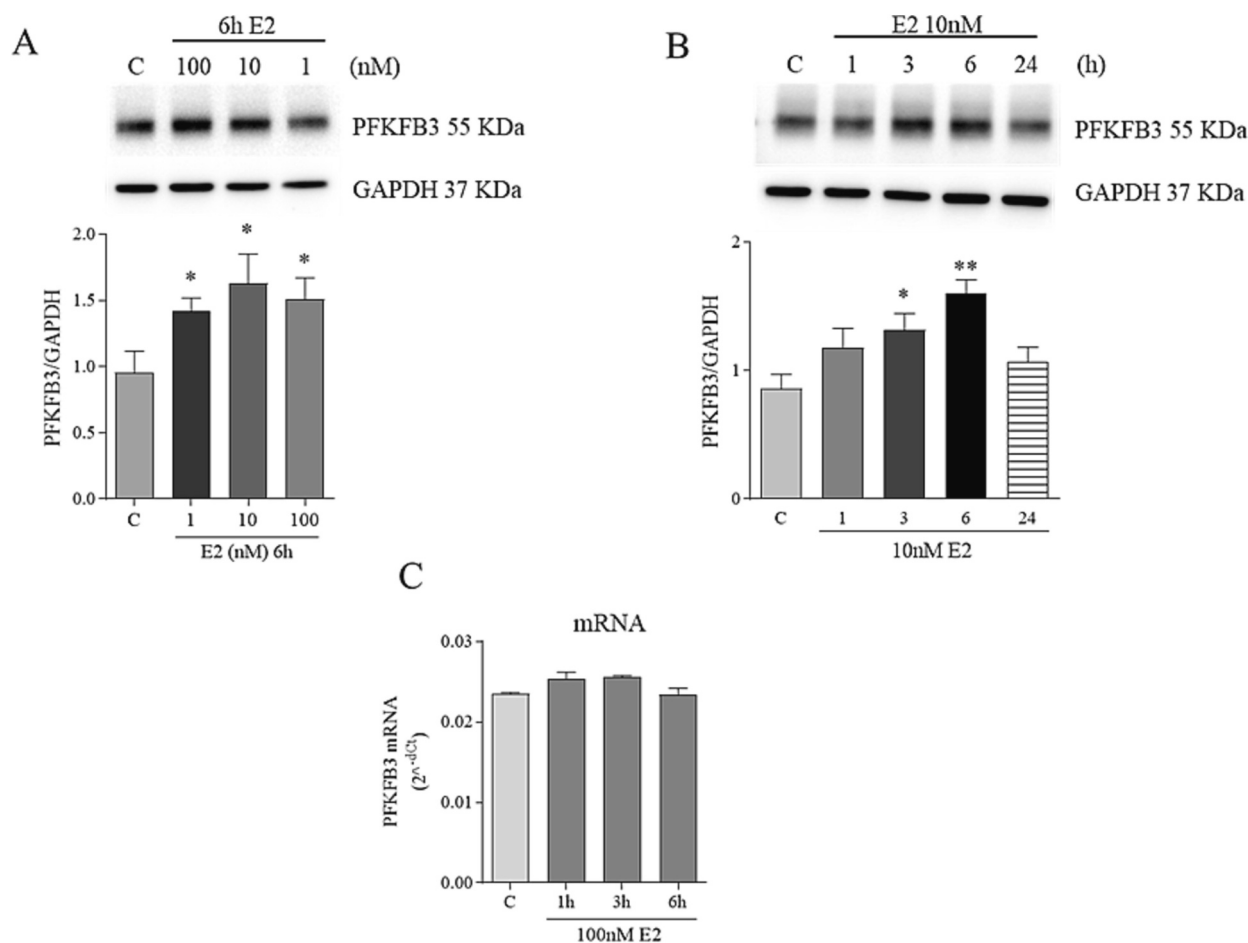 A
6h E2
C 100 10 1 (nM)
PFKFB3 55 KDa
GAPDH 37 KDa
PFKFB3/GAPDH
2.0
1.5
1.0
0.5
0.0
* * *
C 1 10 100
E2 (nM) 6h
B
E2 10nM
C 1 3 6 24 (h)
PFKFB3 55 KDa
GAPDH 37 KDa
PFKFB3/GAPDH
2
1
0
* **
C 1 3 6 24
10nM E2
C
mRNA
PFKFB3 mRNA
(2^-dCt)
0.03
0.02
0.01
0.00
C 1h 3h 6h
100nM E2